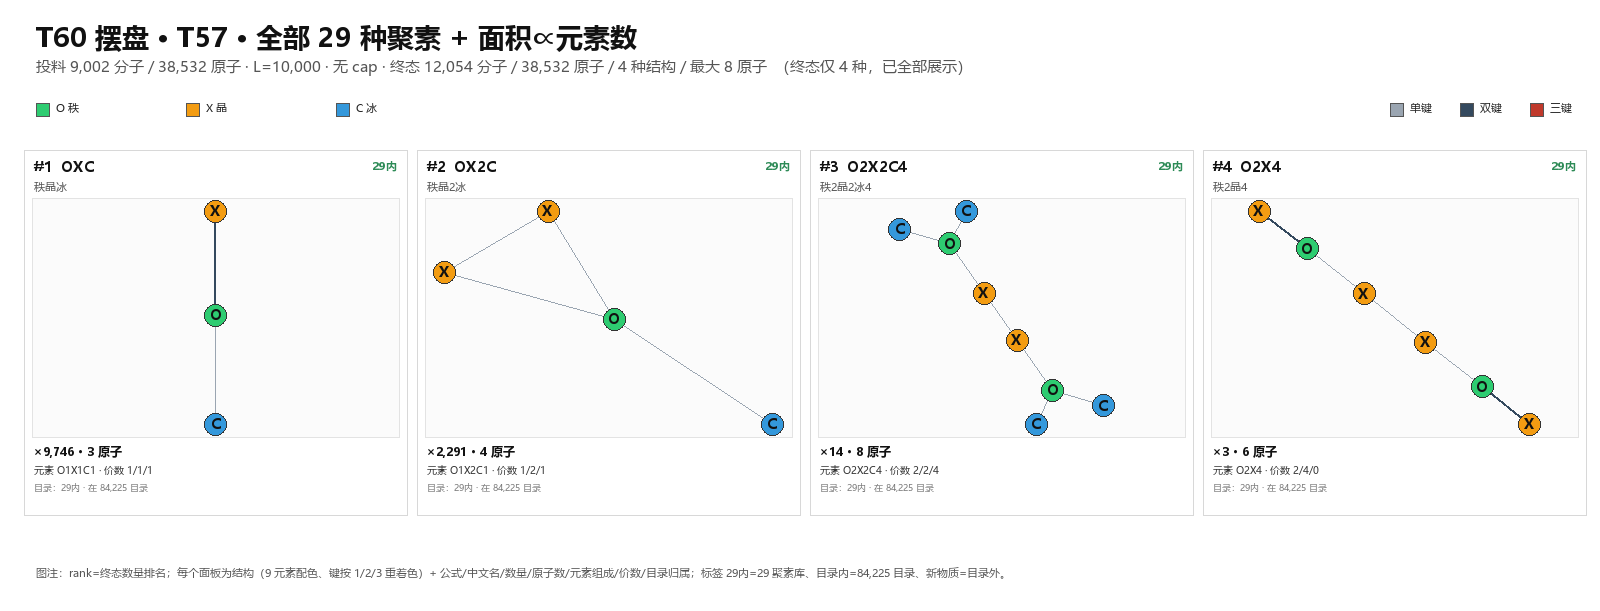 T60 摆盘 • T57 • 全部 29 种聚素 + 面积∝元素数
投料 9,002 分子 / 38,532 原子 · L=10,000 · 无 cap · 终态 12,054 分子 / 38,532 原子 / 4 种结构 / 最大 8 原子 （终态仅 4 种，已全部展示）
O 秩
X 晶
C 冰
单键
双键
三键
#1 OXC
29内
秩晶冰
X
O
C
×9,746 • 3 原子
元素 O1X1C1 · 价数 1/1/1
目录：29内 · 在 84,225 目录
#2 OX2C
29内
秩晶2冰
X
X
O
C
×2,291 • 4 原子
元素 O1X2C1 · 价数 1/2/1
目录：29内 · 在 84,225 目录
#3 O2X2C4
29内
秩2晶2冰4
C
C
O
X
X
O
C
C
×14 • 8 原子
元素 O2X2C4 · 价数 2/2/4
目录：29内 · 在 84,225 目录
#4 O2X4
29内
秩2晶4
X
O
X
X
O
X
×3 • 6 原子
元素 O2X4 · 价数 2/4/0
目录：29内 · 在 84,225 目录
图注：rank=终态数量排名；每个面板为结构（9 元素配色、键按 1/2/3 重着色）+ 公式/中文名/数量/原子数/元素组成/价数/目录归属；标签 29内=29 聚素库、目录内=84,225 目录、新物质=目录外。